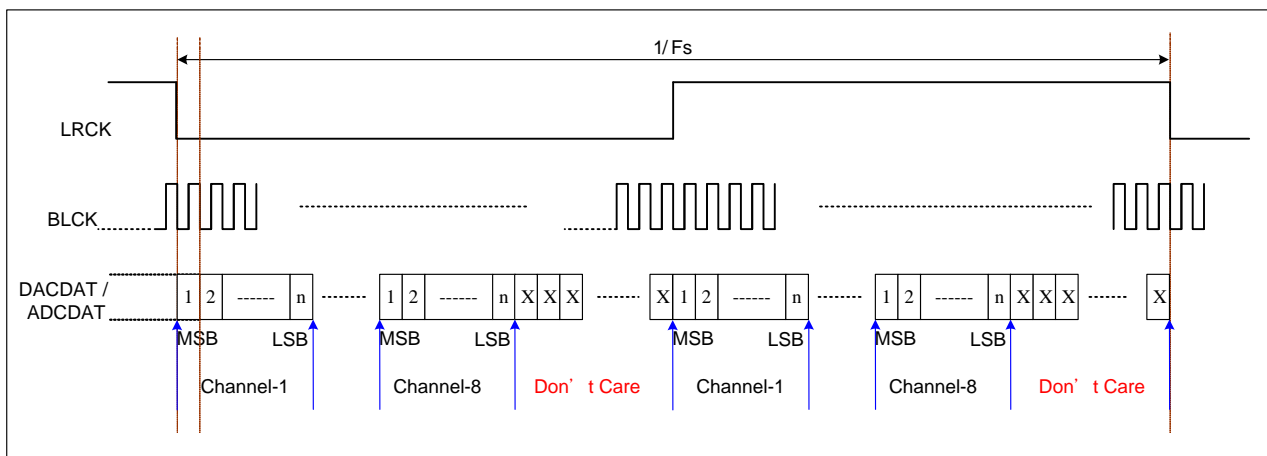 1/ Fs
LRCK
BLCK
DACDAT /
ADCDAT
1 2 ------ n 1 2 ------ n X X X X 1 2 ------ n 1 2 ------ n X X X X
MSB LSB MSB LSB MSB LSB MSB LSB
Channel-1 Channel-8 Don’ t Care Channel-1 Channel-8 Don’ t Care